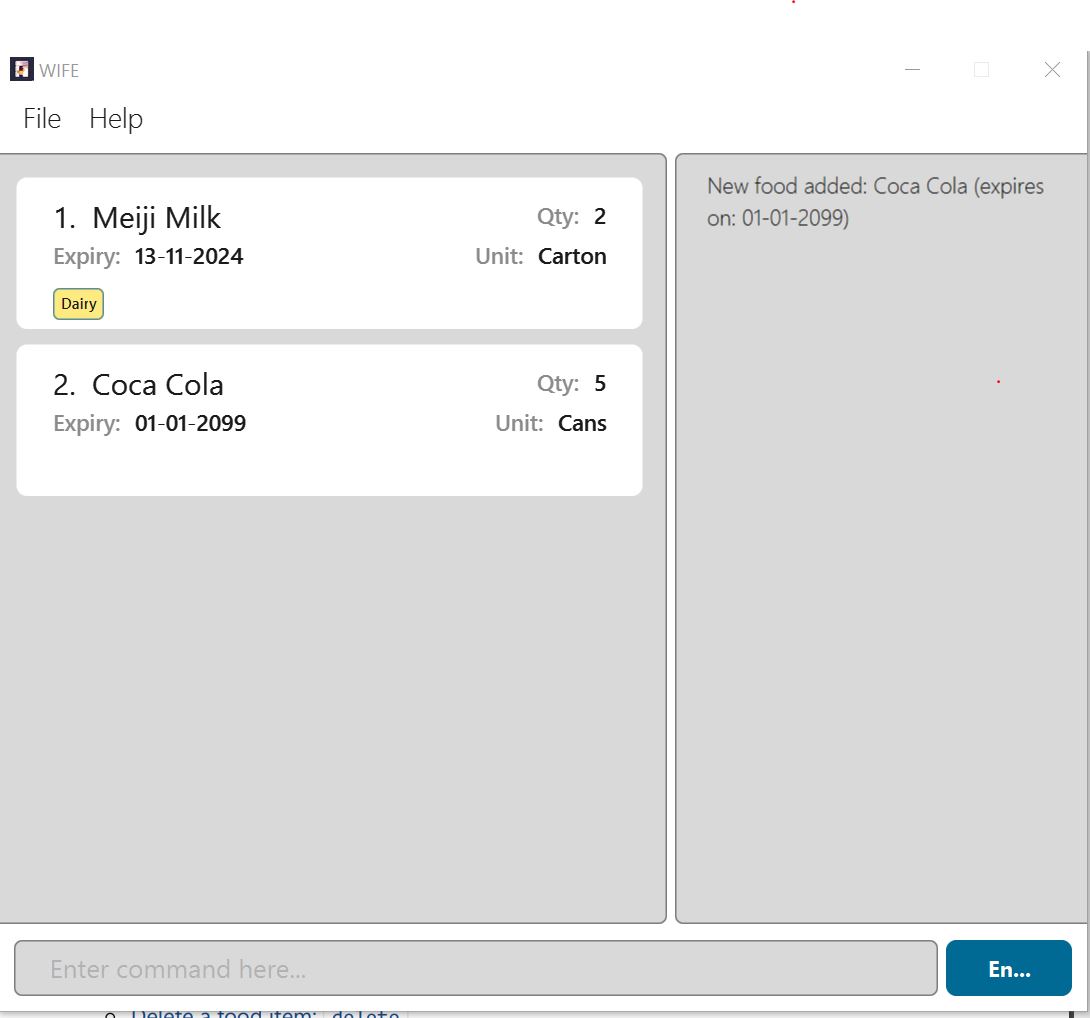 WIFE
File Help
1. Meiji Milk Qty: 2
Expiry: 13-11-2024 Unit: Carton
Dairy
2. Coca Cola Qty: 5
Expiry: 01-01-2099 Unit: Cans
New food added: Coca Cola (expires
on: 01-01-2099)
Enter command here...
En...
Delete a food item: delete